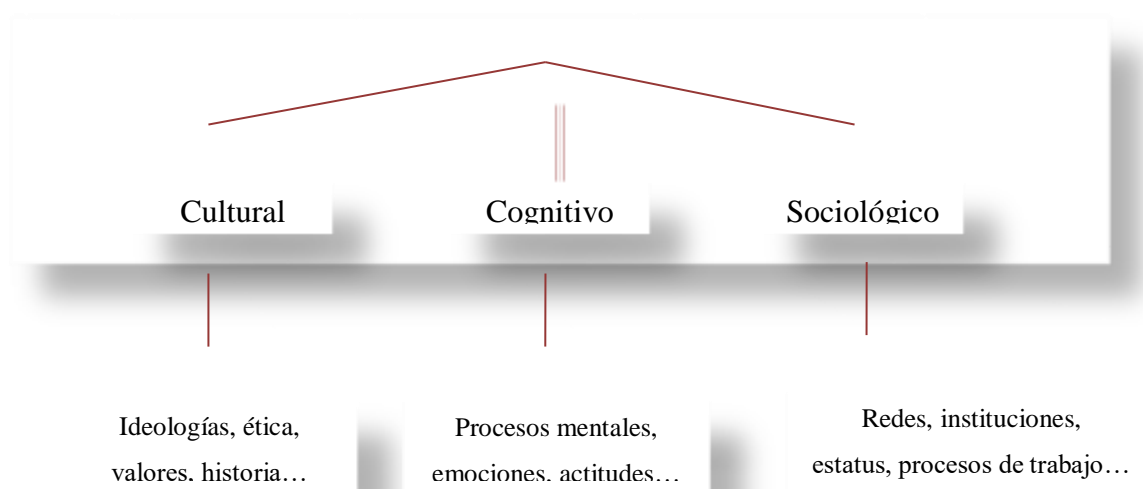 Cultural
Cognitivo
Sociológico
Ideologías, ética,
valores, historia…
Procesos mentales,
emociones, actitudes…
Redes, instituciones,
estatus, procesos de trabajo…